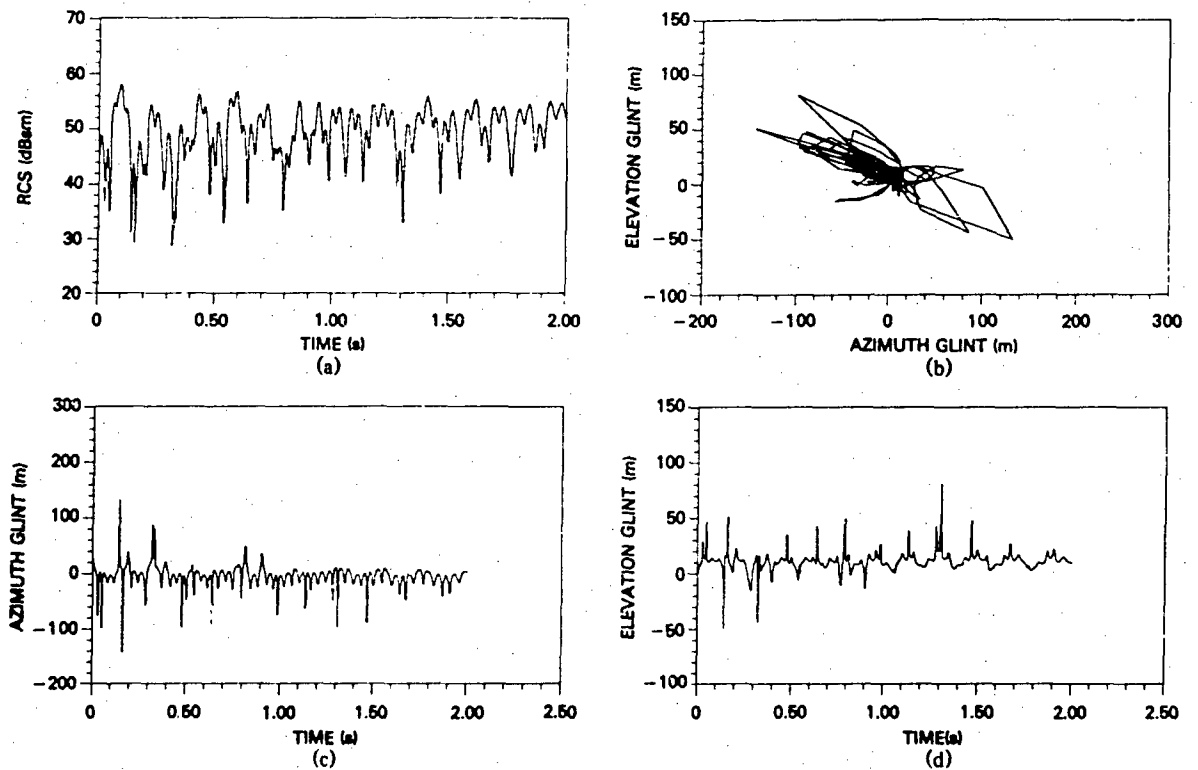 70
60
50
40
30
20
RCS (dBsm)
0 0.50 1.00 1.50 2.00
TIME (s)
(a)
150
100
50
0
−50
−100
ELEVATION GLINT (m)
−200 −100 0 100 200 300
AZIMUTH GLINT (m)
(b)
300
200
100
0
−100
−200
AZIMUTH GLINT (m)
0 0.50 1.00 1.50 2.00 2.50
TIME (s)
(c)
150
100
50
0
−50
−100
ELEVATION GLINT (m)
0 0.50 1.00 1.50 2.00 2.50
TIME(s)
(d)